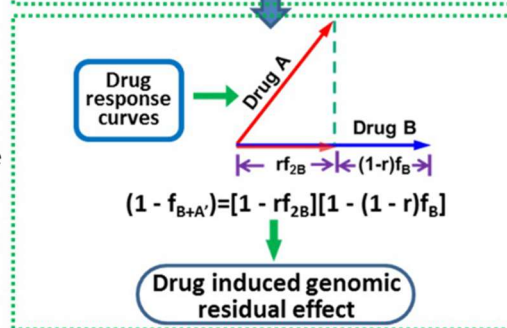 Drug
response
curves
Drug A
Drug B
rf₂B
(1-r)fB
(1 - fB+A')=[1 - rf₂B][1 - (1 - r)fB]
Drug induced genomic
residual effect